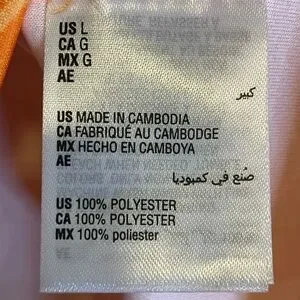 US L
CA G
MX G
AE
كبير
US MADE IN CAMBODIA
CA FABRIQUÉ AU CAMBODGE
MX HECHO EN CAMBOYA
AE
صُنع في كمبوديا
US 100% POLYESTER
CA 100% POLYESTER
MX 100% poliester